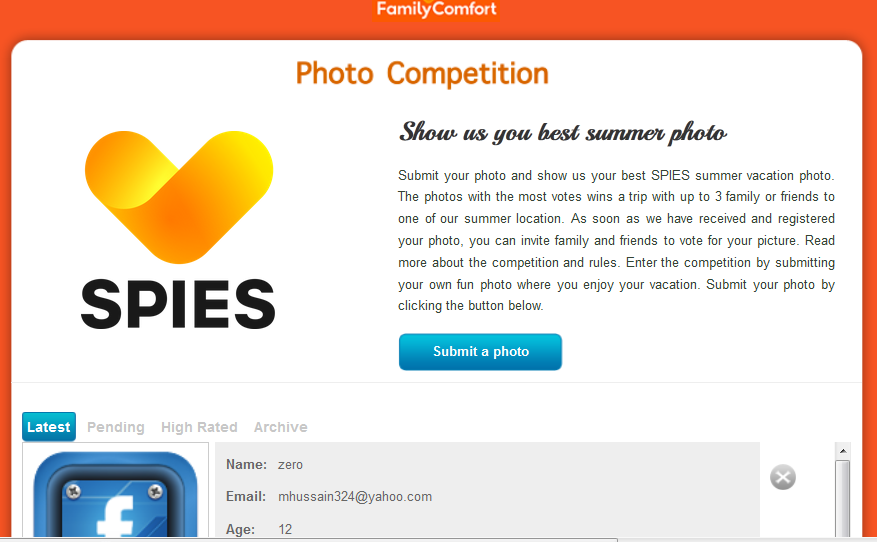 FamilyComfort
Photo Competition
SPIES
Show us you best summer photo
Submit your photo and show us your best SPIES summer vacation photo.
The photos with the most votes wins a trip with up to 3 family or friends to
one of our summer location. As soon as we have received and registered
your photo, you can invite family and friends to vote for your picture. Read
more about the competition and rules. Enter the competition by submitting
your own fun photo where you enjoy your vacation. Submit your photo by
clicking the button below.
Submit a photo
Latest Pending High Rated Archive
f
Name: zero
Email: mhussain324@yahoo.com
Age: 12